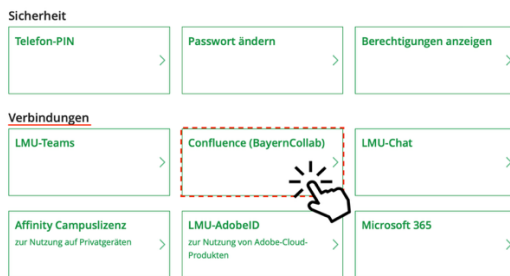 Sicherheit
Telefon-PIN
Passwort ändern
Berechtigungen anzeigen
Verbindungen
LMU-Teams
Confluence (BayernCollab)
LMU-Chat
Affinity Campuslizenz
zur Nutzung auf Privatgeräten
LMU-AdobeID
zur Nutzung von Adobe-Cloud-
Produkten
Microsoft 365